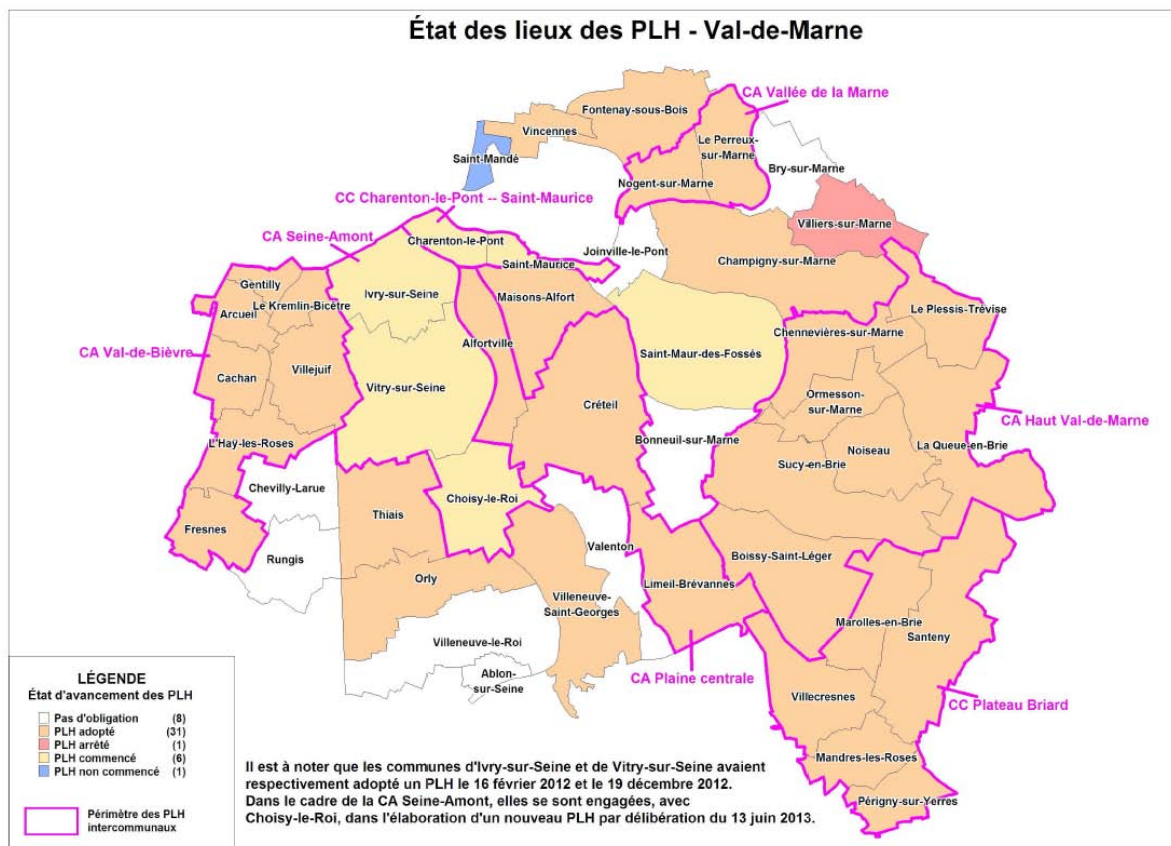 État des lieux des PLH - Val-de-Marne
CA Vallée de la Marne
Fontenay-sous-Bois
Vincennes
Le Perreux-
sur-Marne
Saint-Mandé
Bry-sur-Marne
Nogent-sur-Marne
CC Charenton-le-Pont -- Saint-Maurice
Villiers-sur-Marne
CA Seine-Amont
Charenton-le-Pont
Joinville-le-Pont
Champigny-sur-Marne
Saint-Maurice
Gentilly
Ivry-sur-Seine
Maisons-Alfort
Le Kremlin-Bicêtre
Le Plessis-Trévise
Arcueil
Chennevières-sur-Marne
Alfortville
CA Val-de-Bièvre
Saint-Maur-des-Fossés
Villejuif
Cachan
Vitry-sur-Seine
Ormesson-
sur-Marne
Créteil
CA Haut Val-de-Marne
L'Haÿ-les-Roses
Bonneuil-sur-Marne
La Queue-en-Brie
Noiseau
Sucy-en-Brie
Chevilly-Larue
Choisy-le-Roi
Thiais
Fresnes
Valenton
Boissy-Saint-Léger
Rungis
Orly
Limeil-Brévannes
Villeneuve-
Saint-Georges
Marolles-en-Brie
Santeny
Villeneuve-le-Roi
Ablon-
sur-Seine
CA Plaine centrale
Villecresnes
CC Plateau Briard
Mandres-les-Roses
Périgny-sur-Yerres
LÉGENDE
État d'avancement des PLH
Pas d'obligation (8)
PLH adopté (31)
PLH arrêté (1)
PLH commencé (6)
PLH non commencé (1)
Périmètre des PLH
intercommunaux
Il est à noter que les communes d'Ivry-sur-Seine et de Vitry-sur-Seine avaient
respectivement adopté un PLH le 16 février 2012 et le 19 décembre 2012.
Dans le cadre de la CA Seine-Amont, elles se sont engagées, avec
Choisy-le-Roi, dans l'élaboration d'un nouveau PLH par délibération du 13 juin 2013.